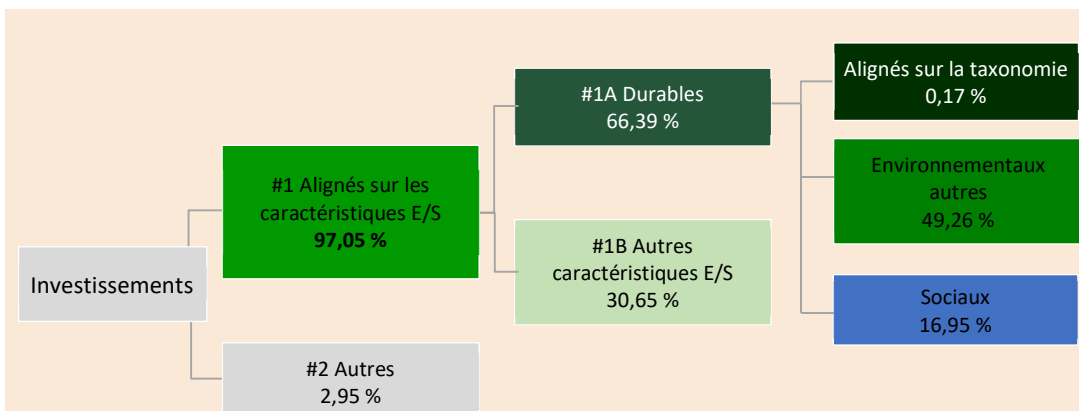 Investissements
#1 Alignés sur les
caractéristiques E/S
97,05 %
#2 Autres
2,95 %
#1A Durables
66,39 %
#1B Autres
caractéristiques E/S
30,65 %
Alignés sur la taxonomie
0,17 %
Environnementaux
autres
49,26 %
Sociaux
16,95 %